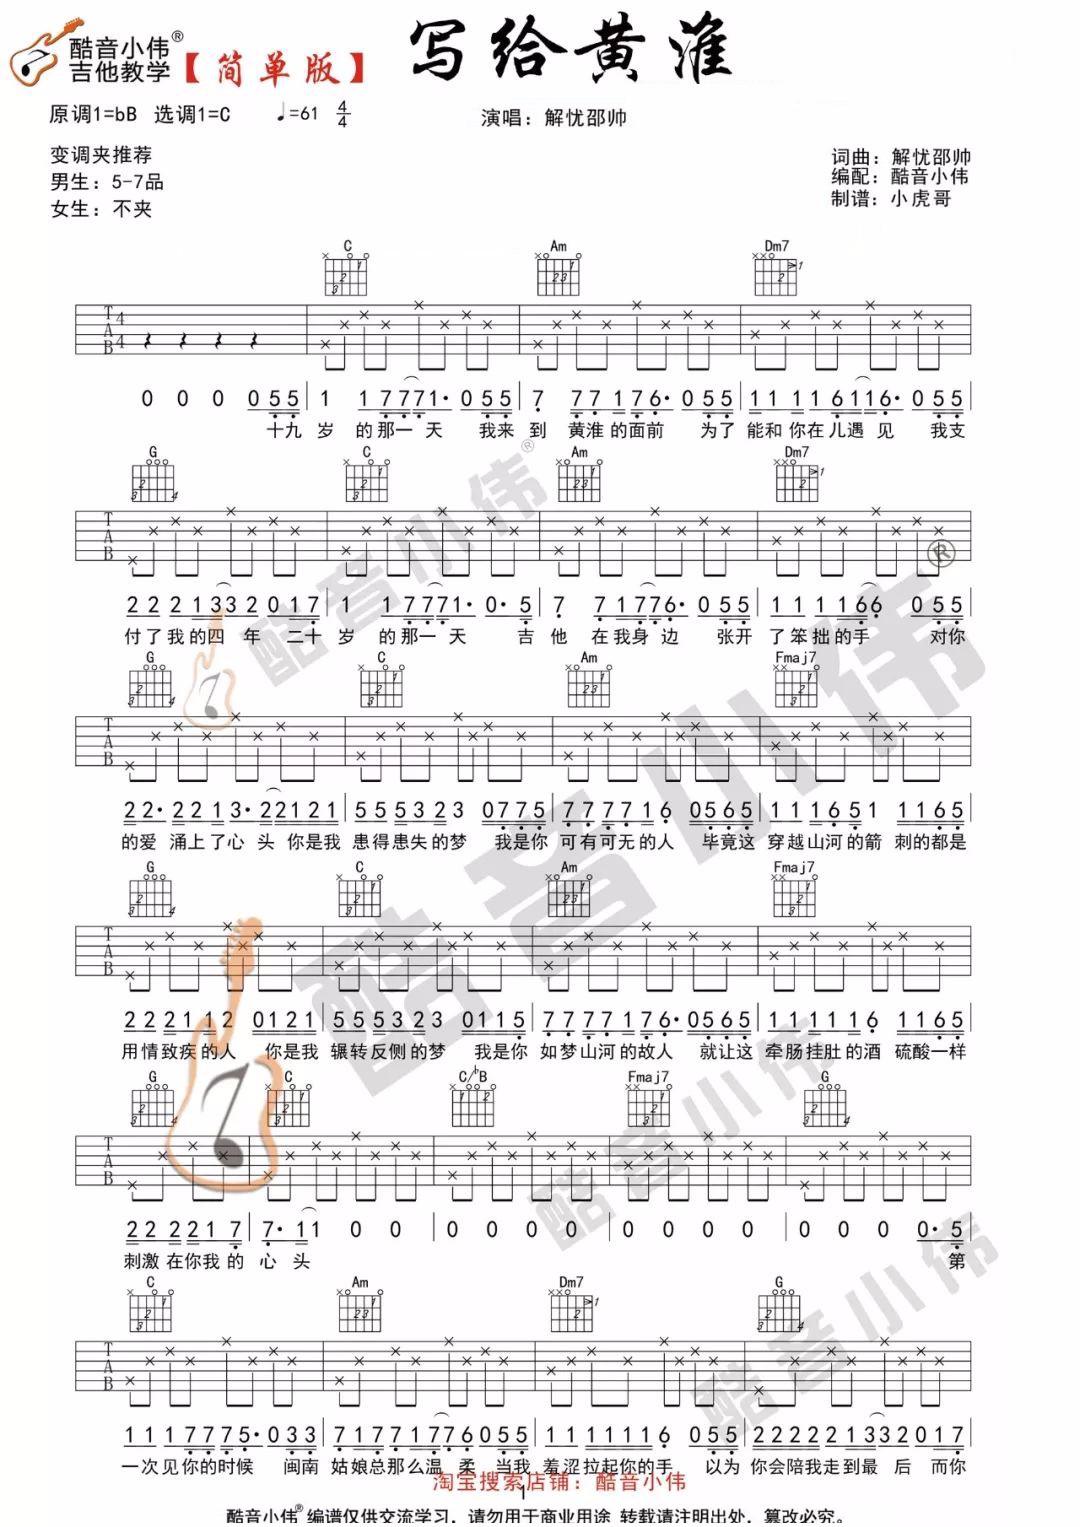 酷音小伟®
吉他教学
【简单版】
写给黄淮
原调1=bB 选调1=C ♩=61 4/4
演唱：解忧邵帅
变调夹推荐
男生：5-7品
女生：不夹
词曲：解忧邵帅
编配：酷音小伟
制谱：小虎哥
C Am Dm7
T A B 4 4
0 0 0 0 5 5 1 1 7 7 7 1· 0 5 5 7 7 7 1 7 6· 0 5 5 1 1 1 1 6 1 1 6· 0 5 5
十九 岁 的那一天 我来 到 黄淮的面前 为了 能和你在儿遇见 我支
G C Am Dm7
T A B
2 2 2 1 3 3 2 0 1 7 1 1 7 7 7 1· 0· 5 7 7 1 7 7 6· 0 5 5 1 1 1 1 6 6 0 5 5
付了我的四年 二十 岁 的那一天 吉 他 在我身边 张开 了笨拙的手 对你
G C Am Fmaj7
T A B
2 2· 2 2 1 3· 2 2 1 2 1 5 5 5 3 2 3 0 7 7 5 7 7 7 7 1 6 0 5 6 5 1 1 1 6 5 1 1 1 6 5
的爱 涌上了心头 你是我 患得患失的梦 我是你 可有可无的人 毕竟这 穿越山河的箭 刺的都是
G C Am Fmaj7
T A B
2 2 2 1 1 2 0 1 2 1 5 5 5 3 2 3 0 1 1 5 7 7 7 7 1 7 6· 0 5 6 5 1 1 1 1 1 6 1 1 6 5
用情致疾的人 你是我 辗转反侧的梦 我是你 如梦山河的故人 就让这 牵肠挂肚的酒 硫酸一样
G C C/♭B Fmaj7 G
T A B
2 2 2 2 2 1 7 7· 1 1 0 0 0 0 0 0 0 0 0 0 0 0 0 0 0· 5
刺激在你我的 心头 第
C Am Dm7 G
T A B
1 1 1 7 7 7 5· 0 3 3 5 5 5 5 1 2 7 7 6 0 5 5 1 1 1 1 1 1 6 0 5 5 2 2 2 2 2 2 1 3 3 2 0 1 7
一次见你的时候 闽南 姑娘总那么温柔 当我 羞涩拉起你的手 以为 你会陪我走到最后 而你
淘宝搜索店铺：酷音小伟
1
酷音小伟® 编谱仅供交流学习，请勿用于商业用途 转载请注明出处，篡改必究。